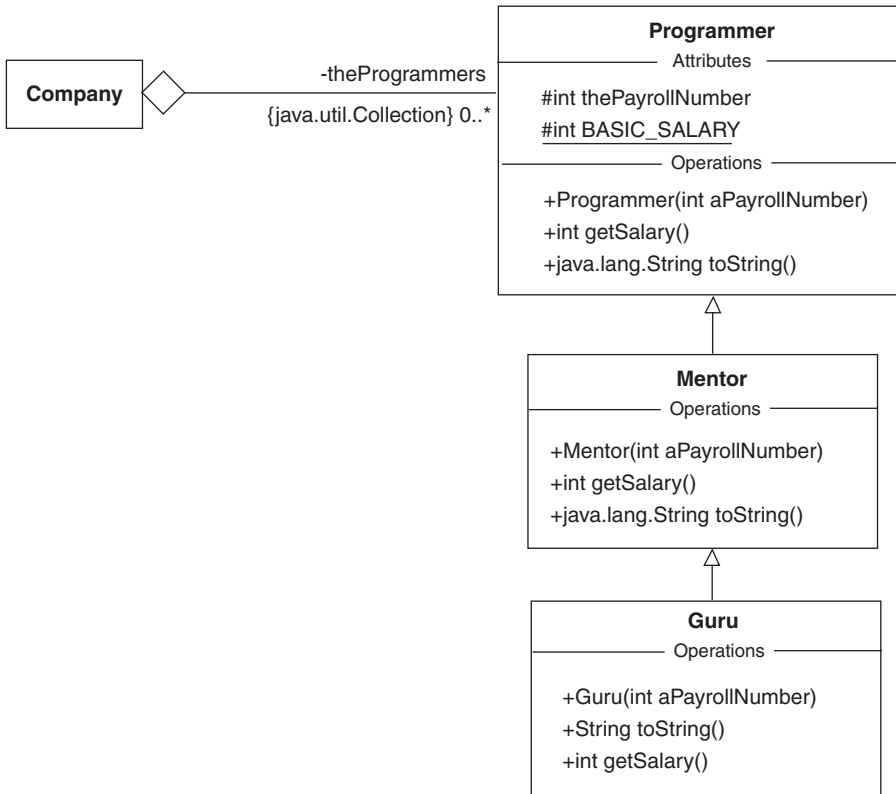 Company
-theProgrammers
{java.util.Collection} 0..*
Programmer
Attributes
#int thePayrollNumber
#int BASIC_SALARY
Operations
+Programmer(int aPayrollNumber)
+int getSalary()
+java.lang.String toString()
Mentor
Operations
+Mentor(int aPayrollNumber)
+int getSalary()
+java.lang.String toString()
Guru
Operations
+Guru(int aPayrollNumber)
+String toString()
+int getSalary()